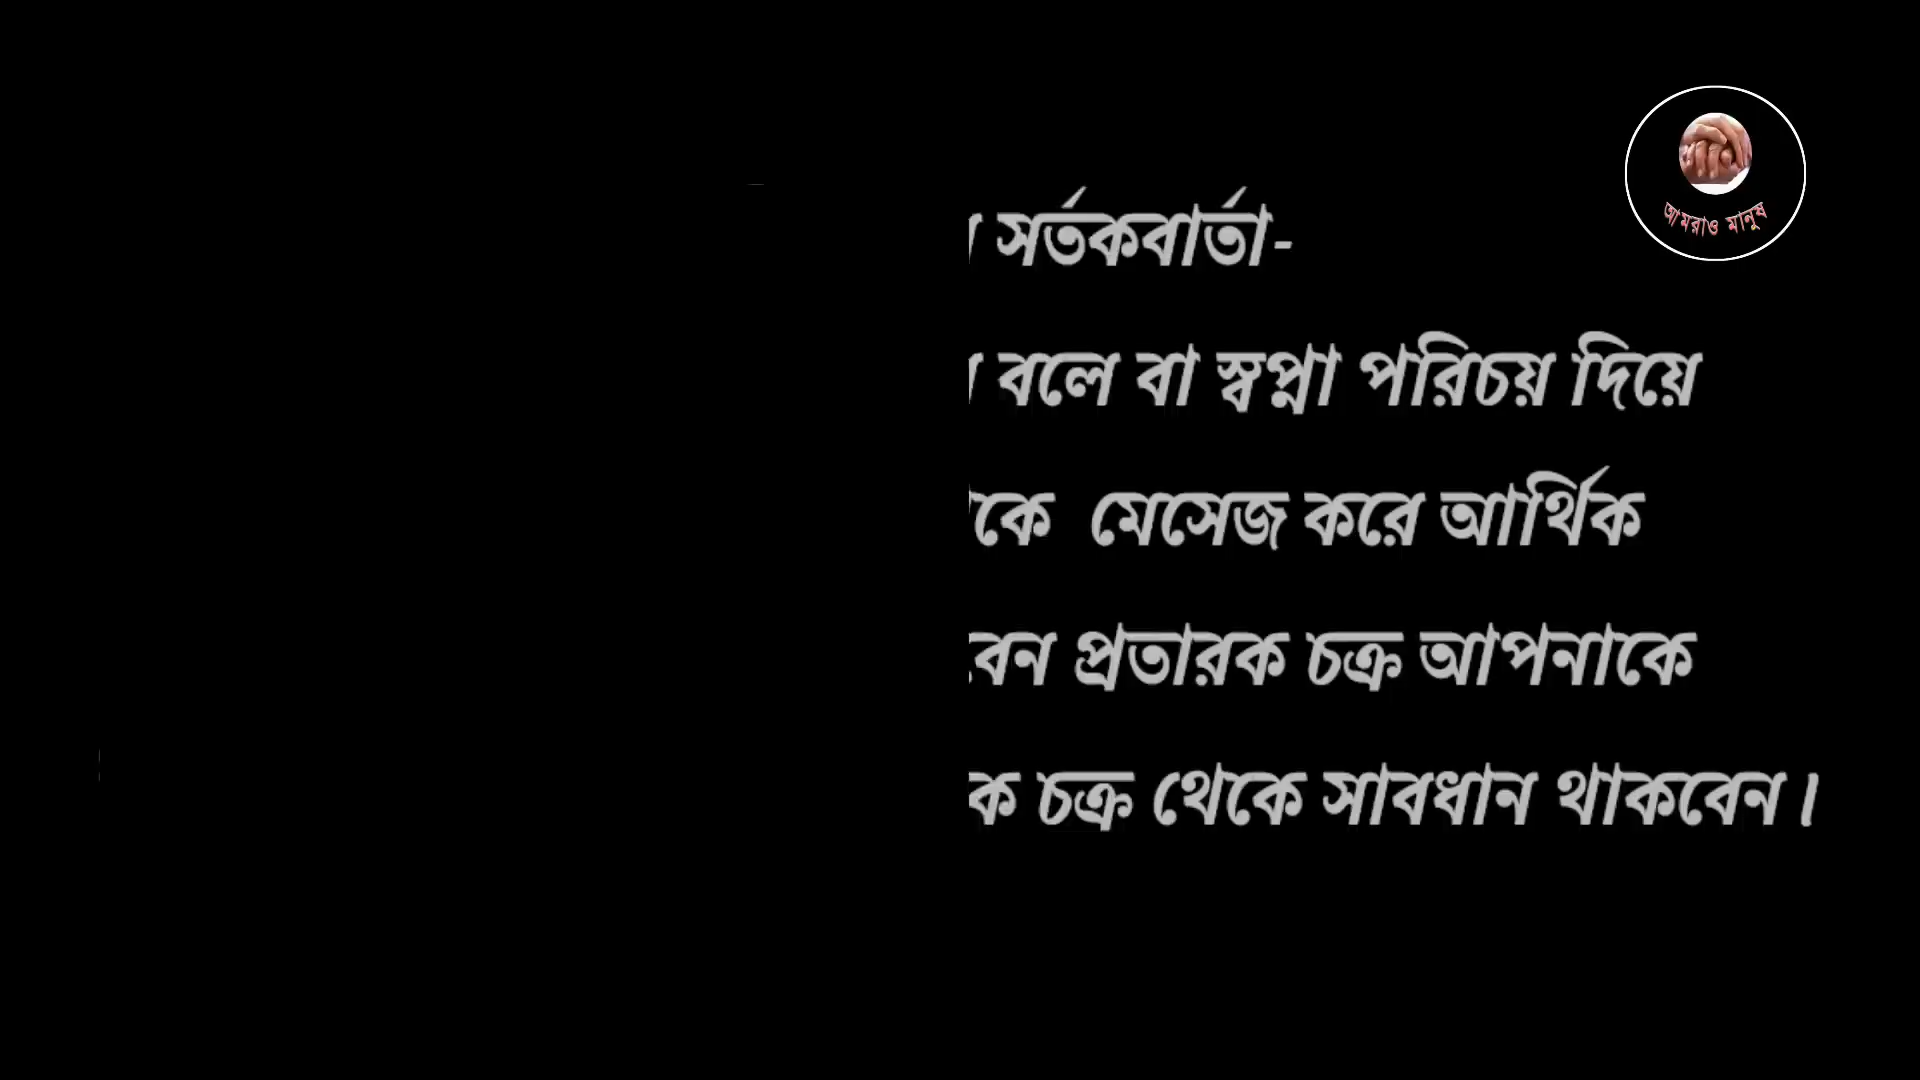 সর্তকবার্তা-
বলে বা স্বপ্না পরিচয় দিয়ে
কে মেসেজ করে আর্থিক
বেন প্রতারক চক্র আপনাকে
ক চক্র থেকে সাবধান থাকবেন।
আমরাও মানুষ